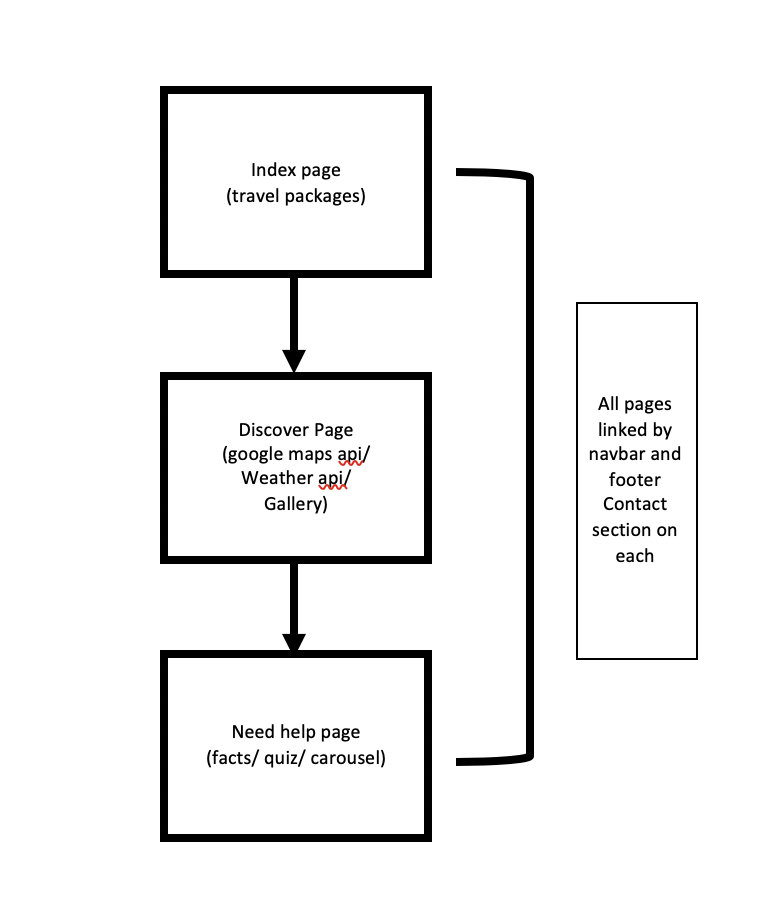 Index page
(travel packages)
Discover Page
(google maps api/
Weather api/
Gallery)
All pages
linked by
navbar and
footer
Contact
section on
each
Need help page
(facts/ quiz/ carousel)